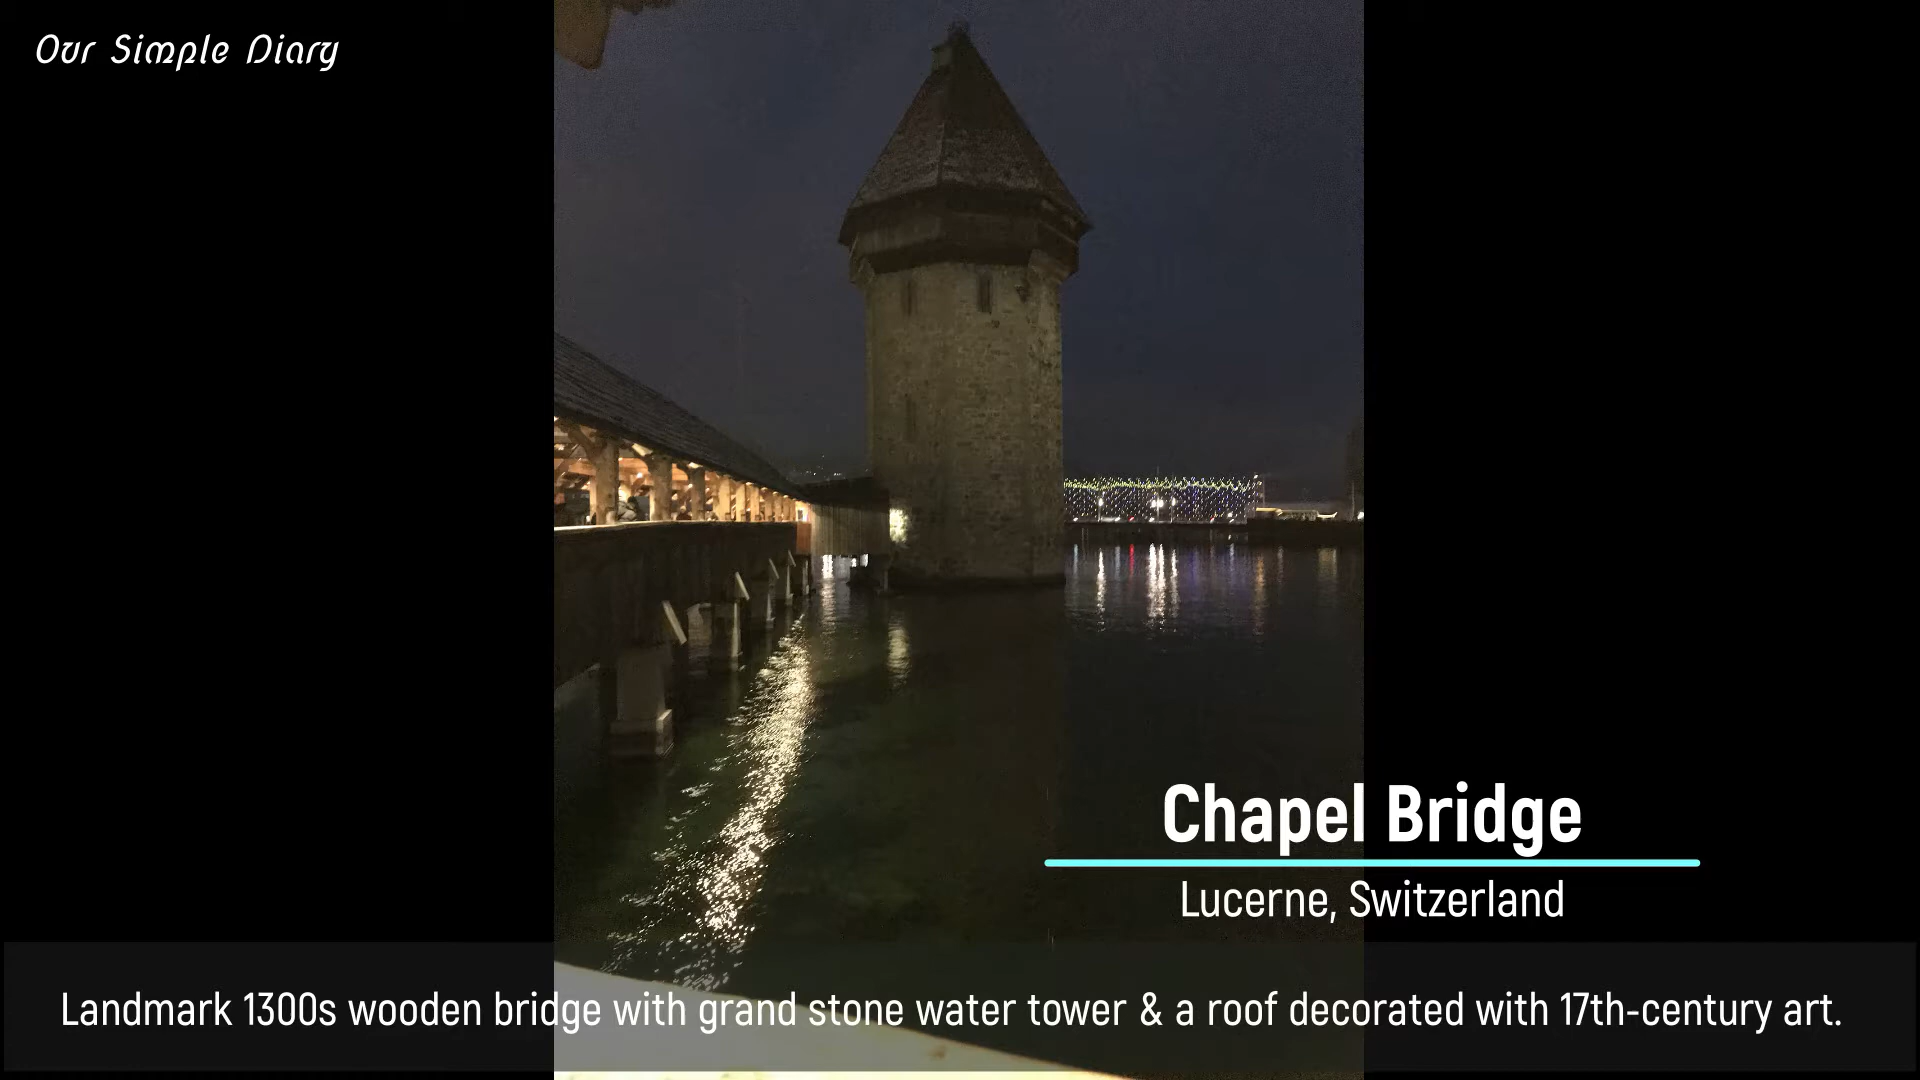 Our Simple Diary
Chapel Bridge
Lucerne, Switzerland
Landmark 1300s wooden bridge with grand stone water tower & a roof decorated with 17th-century art.